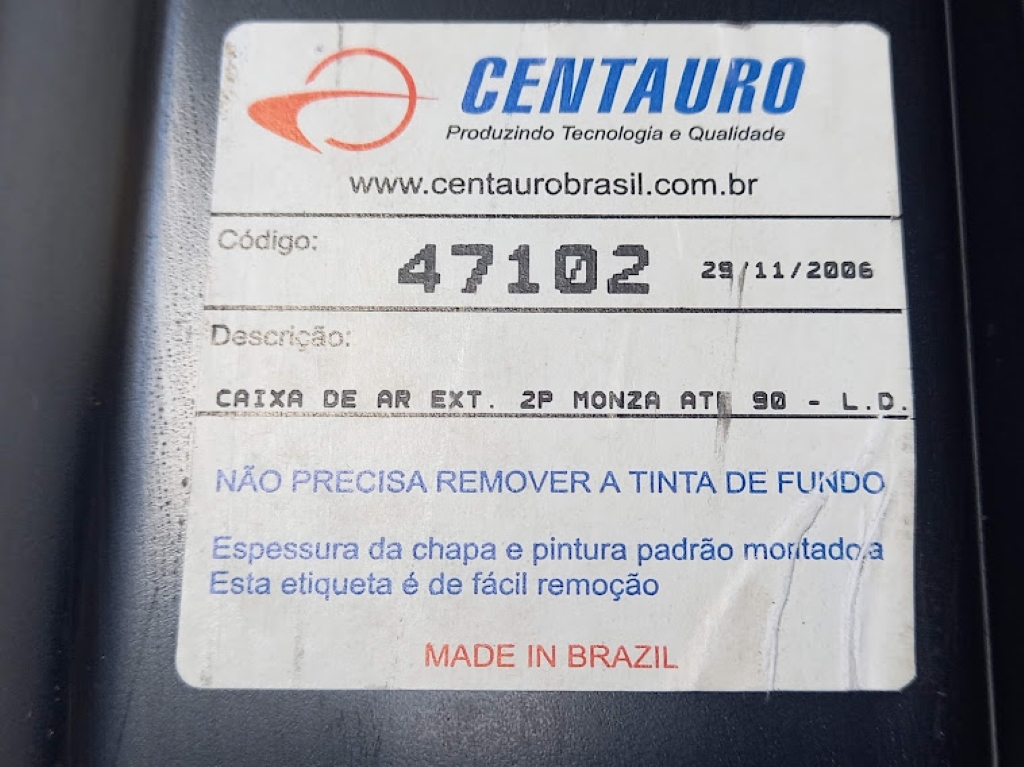 CENTAURO
Produzindo Tecnologia e Qualidade
www.centaurobrasil.com.br
Código:
47102 29/11/2006
Descrição:
CAIXA DE AR EXT. 2P MONZA ATE 90 - L.D.
NÃO PRECISA REMOVER A TINTA DE FUNDO
Espessura da chapa e pintura padrão montadora
Esta etiqueta é de fácil remoção
MADE IN BRAZIL